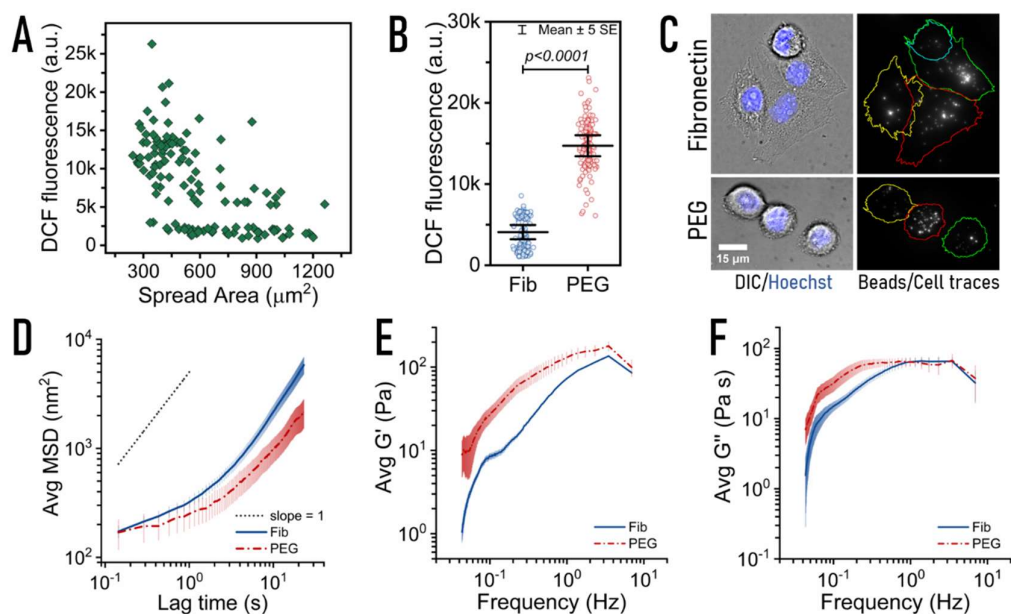 A
DCF fluorescence (a.u.)
30k
25k
20k
15k
10k
5k
0
300 600 900 1200
Spread Area (μm²)
B
DCF fluorescence (a.u.)
30k
20k
10k
0
Mean ± 5 SE
p<0.0001
Fib PEG
C
Fibronectin
PEG
15 μm
DIC/Hoechst
Beads/Cell traces
D
Avg MSD (nm²)
10⁴
10³
10²
slope = 1
Fib
PEG
10⁻¹ 10⁰ 10¹
Lag time (s)
E
Avg G' (Pa)
10²
10¹
10⁰
Fib
PEG
10⁻¹ 10⁰ 10¹
Frequency (Hz)
F
Avg G'' (Pa s)
10²
10¹
10⁰
10⁻¹
Fib
PEG
10⁻¹ 10⁰ 10¹
Frequency (Hz)